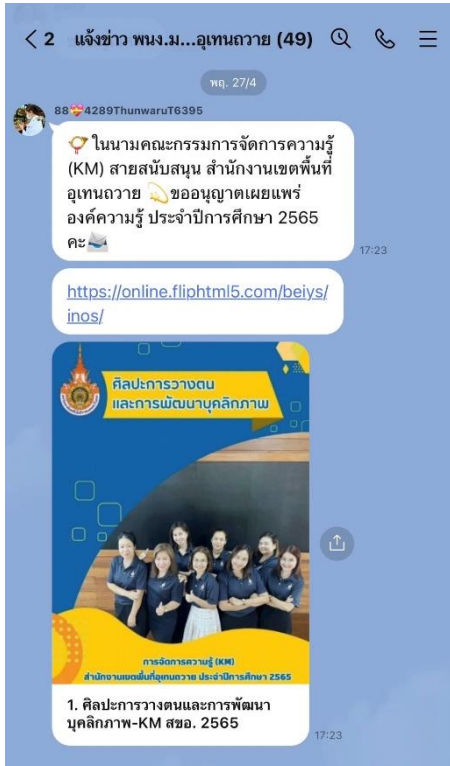 2 แจ้งข่าว พนง.ม...อุเทนถวาย (49)
พฤ. 27/4
88💝4289ThunwaruT6395
📯 ในนามคณะกรรมการจัดการความรู้
(KM) สายสนับสนุน สำนักงานเขตพื้นที่
อุเทนถวาย 💫ขออนุญาตเผยแพร่
องค์ความรู้ ประจำปีการศึกษา 2565
คะ📨
17:23
https://online.fliphtml5.com/beiys/
inos/
ศิลปะการวางตน
และการพัฒนาบุคลิกภาพ
การจัดการความรู้ (KM)
สำนักงานเขตพื้นที่อุเทนถวาย ประจำปีการศึกษา 2565
1. ศิลปะการวางตนและการพัฒนา
บุคลิกภาพ-KM สขอ. 2565
17:23